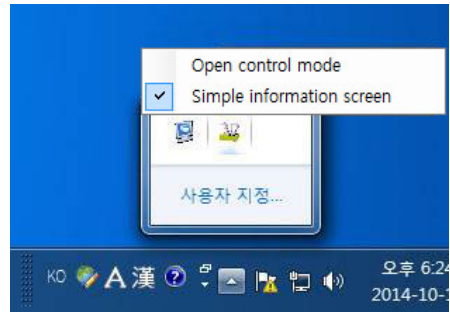 Open control mode
Simple information screen
사용자 지정...
KO A 漢 ?
오후 6:24
2014-10-1